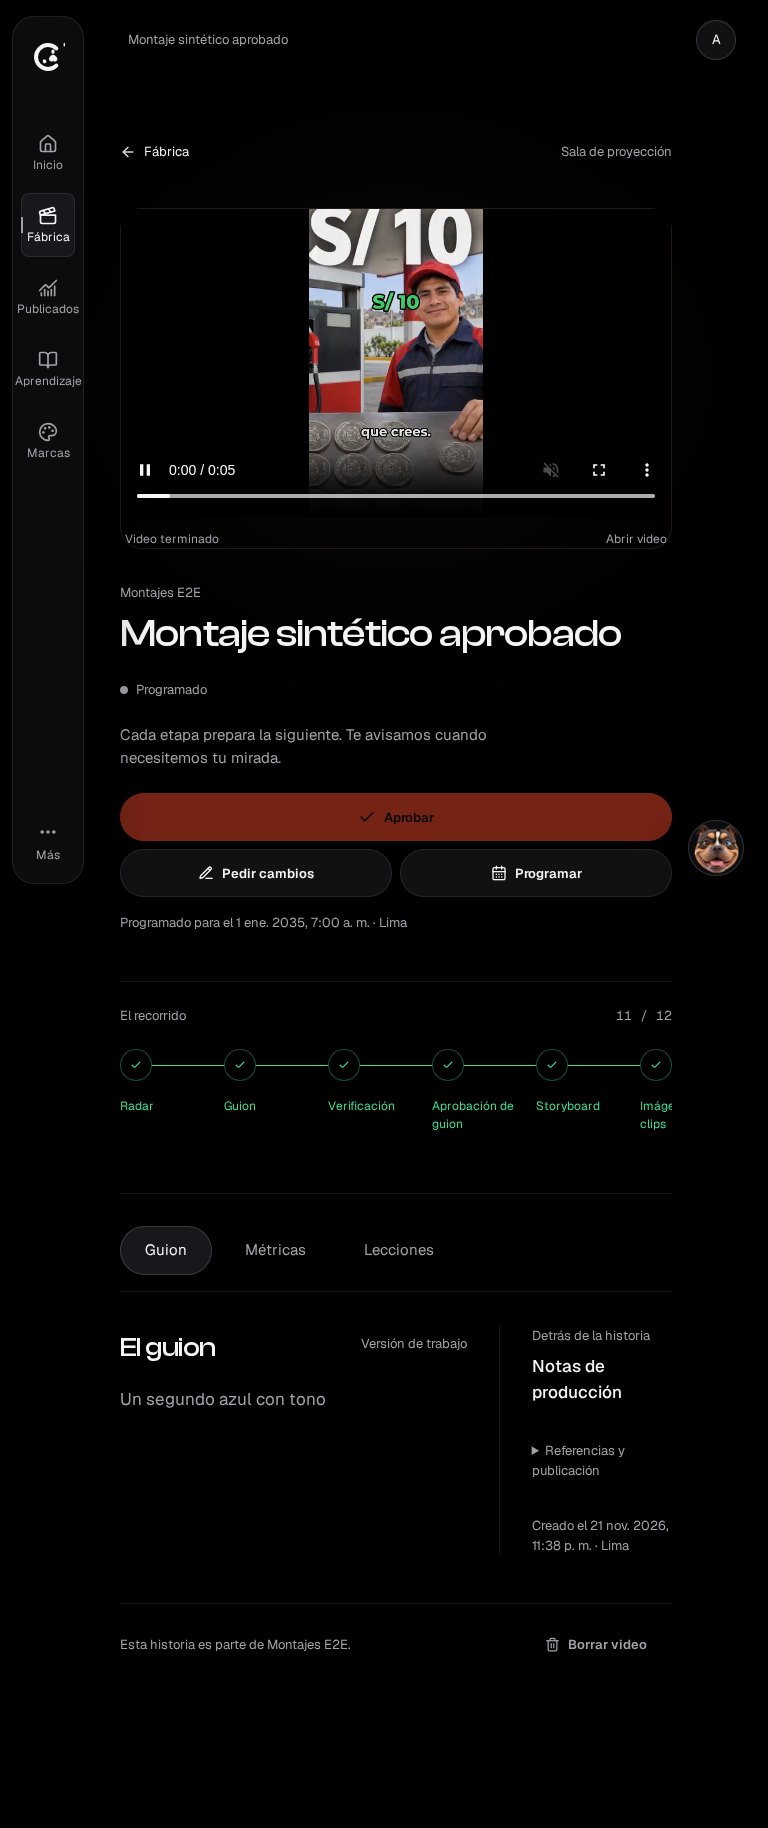 Montaje sintético aprobado
A
Inicio
Fábrica
Publicados
Aprendizaje
Marcas
Más
Fábrica
Sala de proyección
S/ 10
S/ 10
que crees.
0:00 / 0:05
Video terminado
Abrir video
Montajes E2E
Montaje sintético aprobado
Programado
Cada etapa prepara la siguiente. Te avisamos cuando
necesitemos tu mirada.
Aprobar
Pedir cambios
Programar
Programado para el 1 ene. 2035, 7:00 a. m. · Lima
El recorrido
11 / 12
Radar
Guion
Verificación
Aprobación de
guion
Storyboard
Imáge
clips
Guion
Métricas
Lecciones
El guion
Versión de trabajo
Un segundo azul con tono
Detrás de la historia
Notas de
producción
Referencias y
publicación
Creado el 21 nov. 2026,
11:38 p. m. · Lima
Esta historia es parte de Montajes E2E.
Borrar video